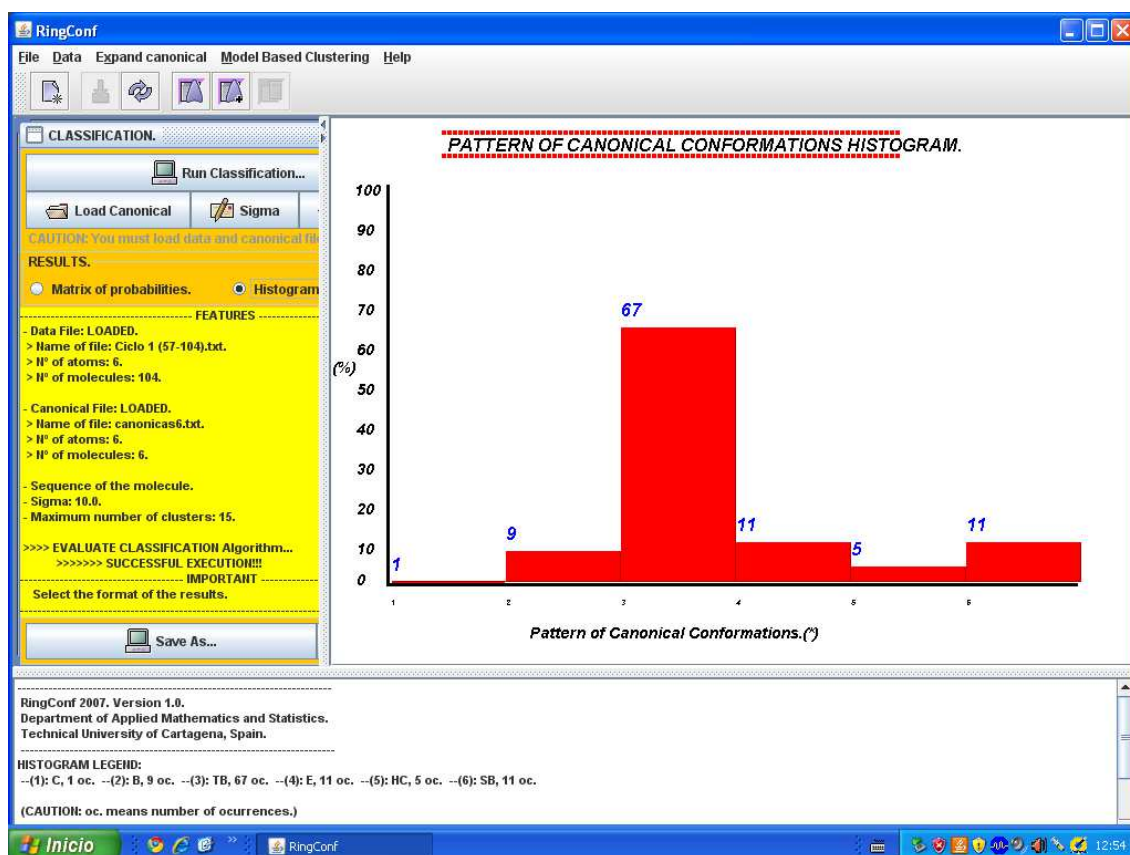 RingConf
File Data Expand canonical Model Based Clustering Help
CLASSIFICATION.
Run Classification...
Load Canonical Sigma
CAUTION: You must load data and canonical file
RESULTS.
Matrix of probabilities. Histogram
---------- FEATURES ----------
- Data File: LOADED.
> Name of file: Ciclo 1 (57-104).txt.
> Nº of atoms: 6.
> Nº of molecules: 104.
- Canonical File: LOADED.
> Name of file: canonicas6.txt.
> Nº of atoms: 6.
> Nº of molecules: 6.
- Sequence of the molecule.
- Sigma: 10.0.
- Maximum number of clusters: 15.
>>>> EVALUATE CLASSIFICATION Algorithm...
>>>>>>> SUCCESSFUL EXECUTION!!!
---------- IMPORTANT ----------
Select the format of the results.
Save As...
PATTERN OF CANONICAL CONFORMATIONS HISTOGRAM.
100
90
80
70
60
(%)
50
40
30
20
10
0
1
9
67
11
5
11
1 2 3 4 5 6
Pattern of Canonical Conformations.(*)
RingConf 2007. Version 1.0.
Department of Applied Mathematics and Statistics.
Technical University of Cartagena, Spain.
HISTOGRAM LEGEND:
--(1): C, 1 oc. --(2): B, 9 oc. --(3): TB, 67 oc. --(4): E, 11 oc. --(5): HC, 5 oc. --(6): SB, 11 oc.
(CAUTION: oc. means number of ocurrences.)
Inicio RingConf 12:54